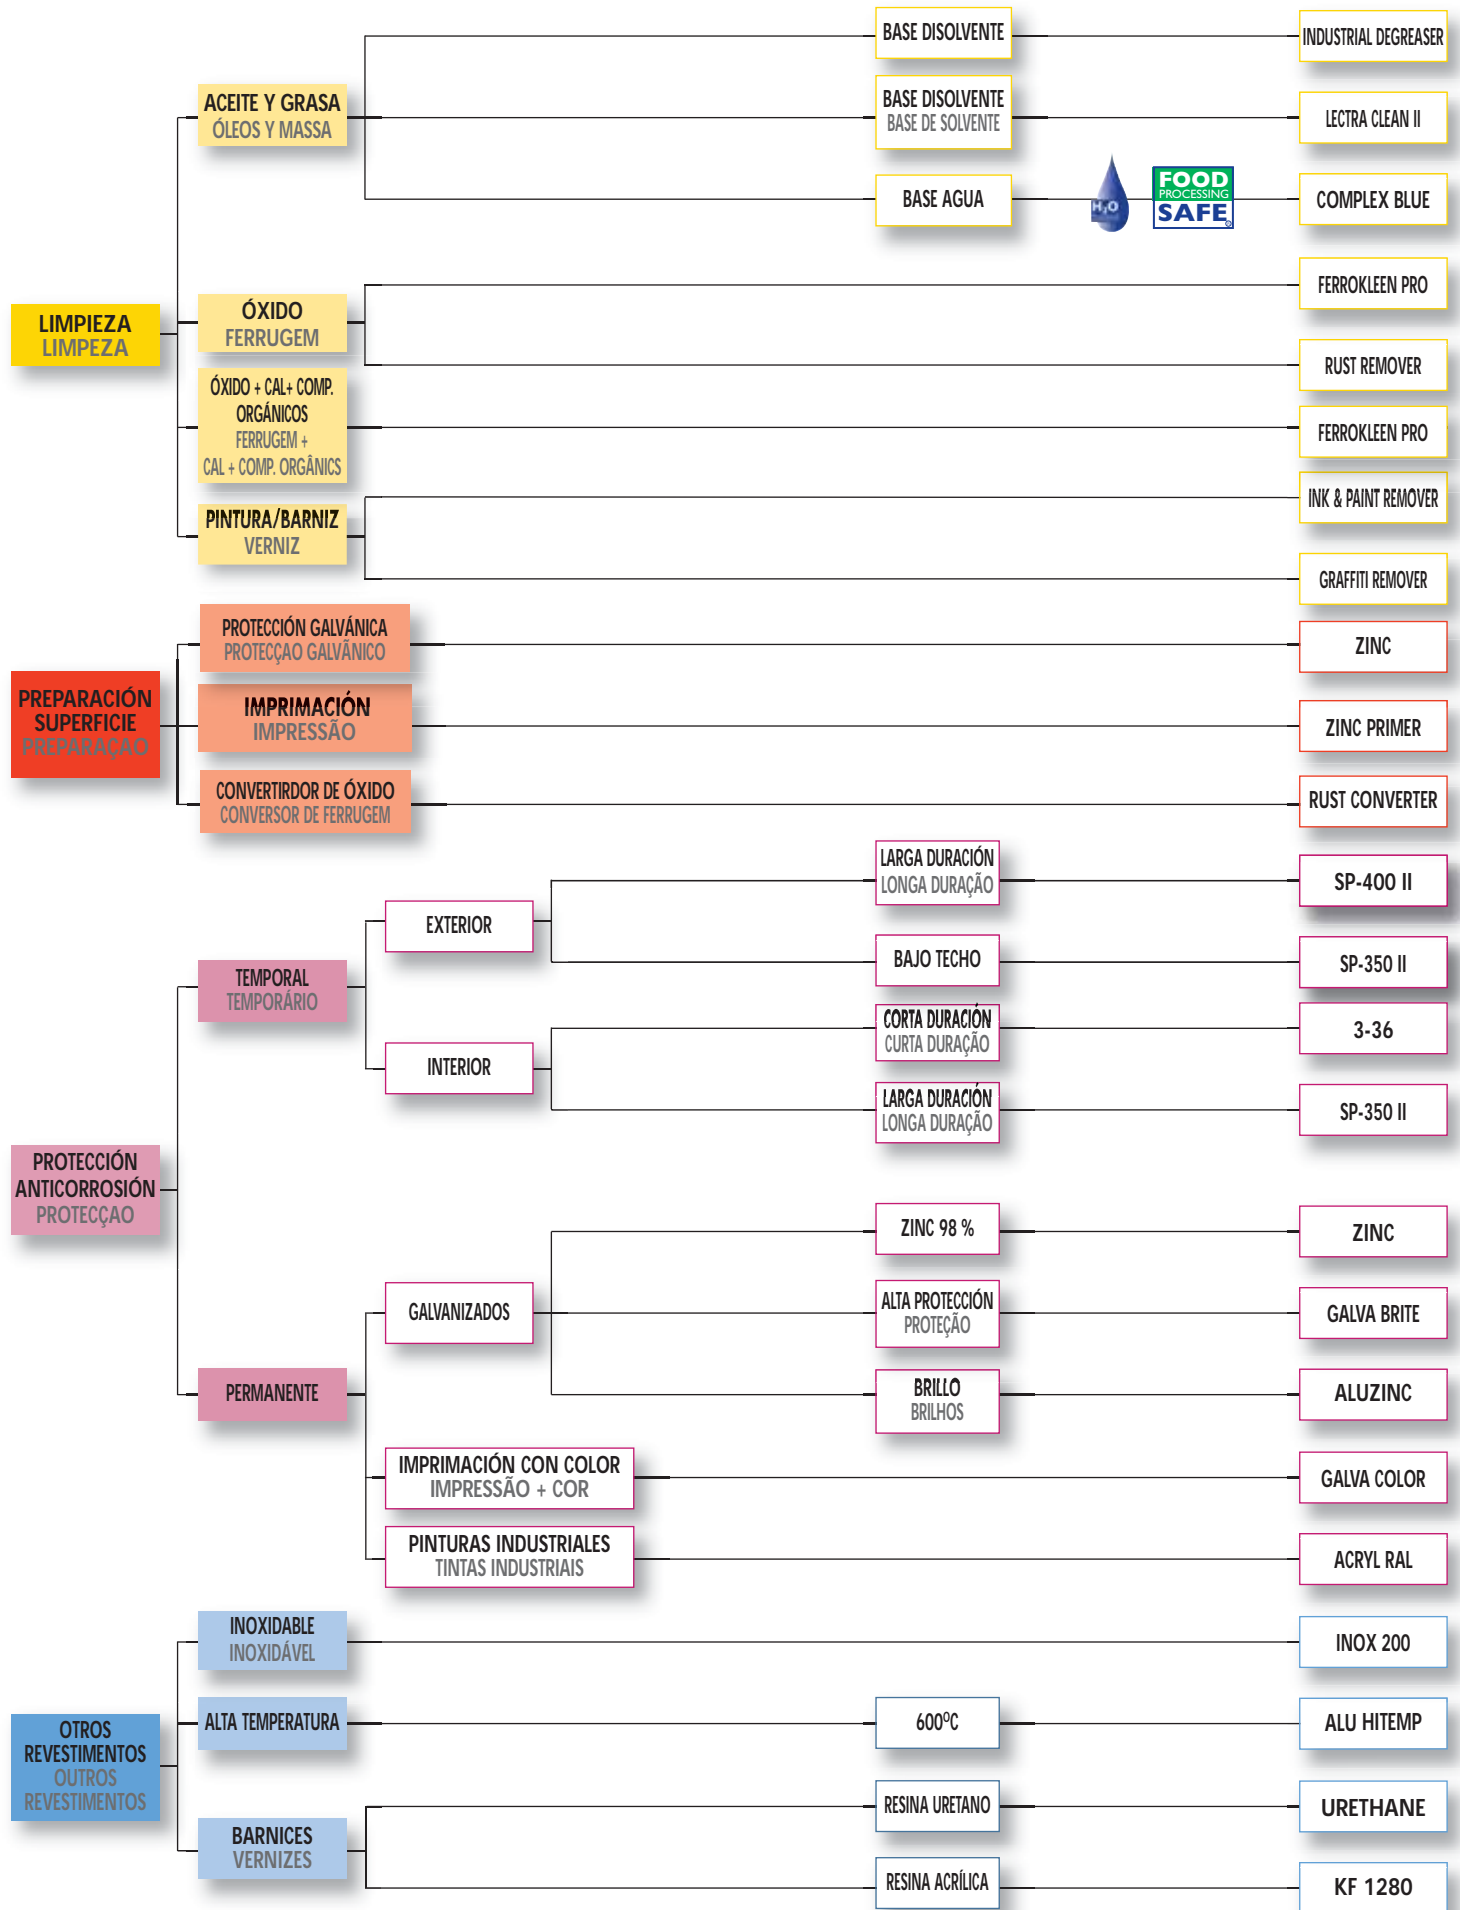 BASE DISOLVENTE
INDUSTRIAL DEGREASER
ACEITE Y GRASA
ÓLEOS Y MASSA
BASE DISOLVENTE
BASE DE SOLVENTE
LECTRA CLEAN II
BASE AGUA
H2O
FOOD
PROCESSING
SAFE
COMPLEX BLUE
LIMPIEZA
LIMPEZA
ÓXIDO
FERRUGEM
FERROKLEEN PRO
RUST REMOVER
ÓXIDO + CAL+ COMP.
ORGÁNICOS
FERRUGEM +
CAL + COMP. ORGÂNICS
FERROKLEEN PRO
PINTURA/BARNIZ
VERNIZ
INK & PAINT REMOVER
GRAFFITI REMOVER
PREPARACIÓN
SUPERFICIE
PREPARAÇAO
PROTECCIÓN GALVÁNICA
PROTECÇAO GALVÃNICO
ZINC
IMPRIMACIÓN
IMPRESSÃO
ZINC PRIMER
CONVERTIRDOR DE ÓXIDO
CONVERSOR DE FERRUGEM
RUST CONVERTER
PROTECCIÓN
ANTICORROSIÓN
PROTECÇAO
TEMPORAL
TEMPORÁRIO
EXTERIOR
LARGA DURACIÓN
LONGA DURAÇÃO
SP-400 II
BAJO TECHO
SP-350 II
INTERIOR
CORTA DURACIÓN
CURTA DURAÇÃO
3-36
LARGA DURACIÓN
LONGA DURAÇÃO
SP-350 II
PERMANENTE
GALVANIZADOS
ZINC 98 %
ZINC
ALTA PROTECCIÓN
PROTEÇÃO
GALVA BRITE
BRILLO
BRILHOS
ALUZINC
IMPRIMACIÓN CON COLOR
IMPRESSÃO + COR
GALVA COLOR
PINTURAS INDUSTRIALES
TINTAS INDUSTRIAIS
ACRYL RAL
OTROS
REVESTIMENTOS
OUTROS
REVESTIMENTOS
INOXIDABLE
INOXIDÁVEL
INOX 200
ALTA TEMPERATURA
600ºC
ALU HITEMP
BARNICES
VERNIZES
RESINA URETANO
URETHANE
RESINA ACRÍLICA
KF 1280